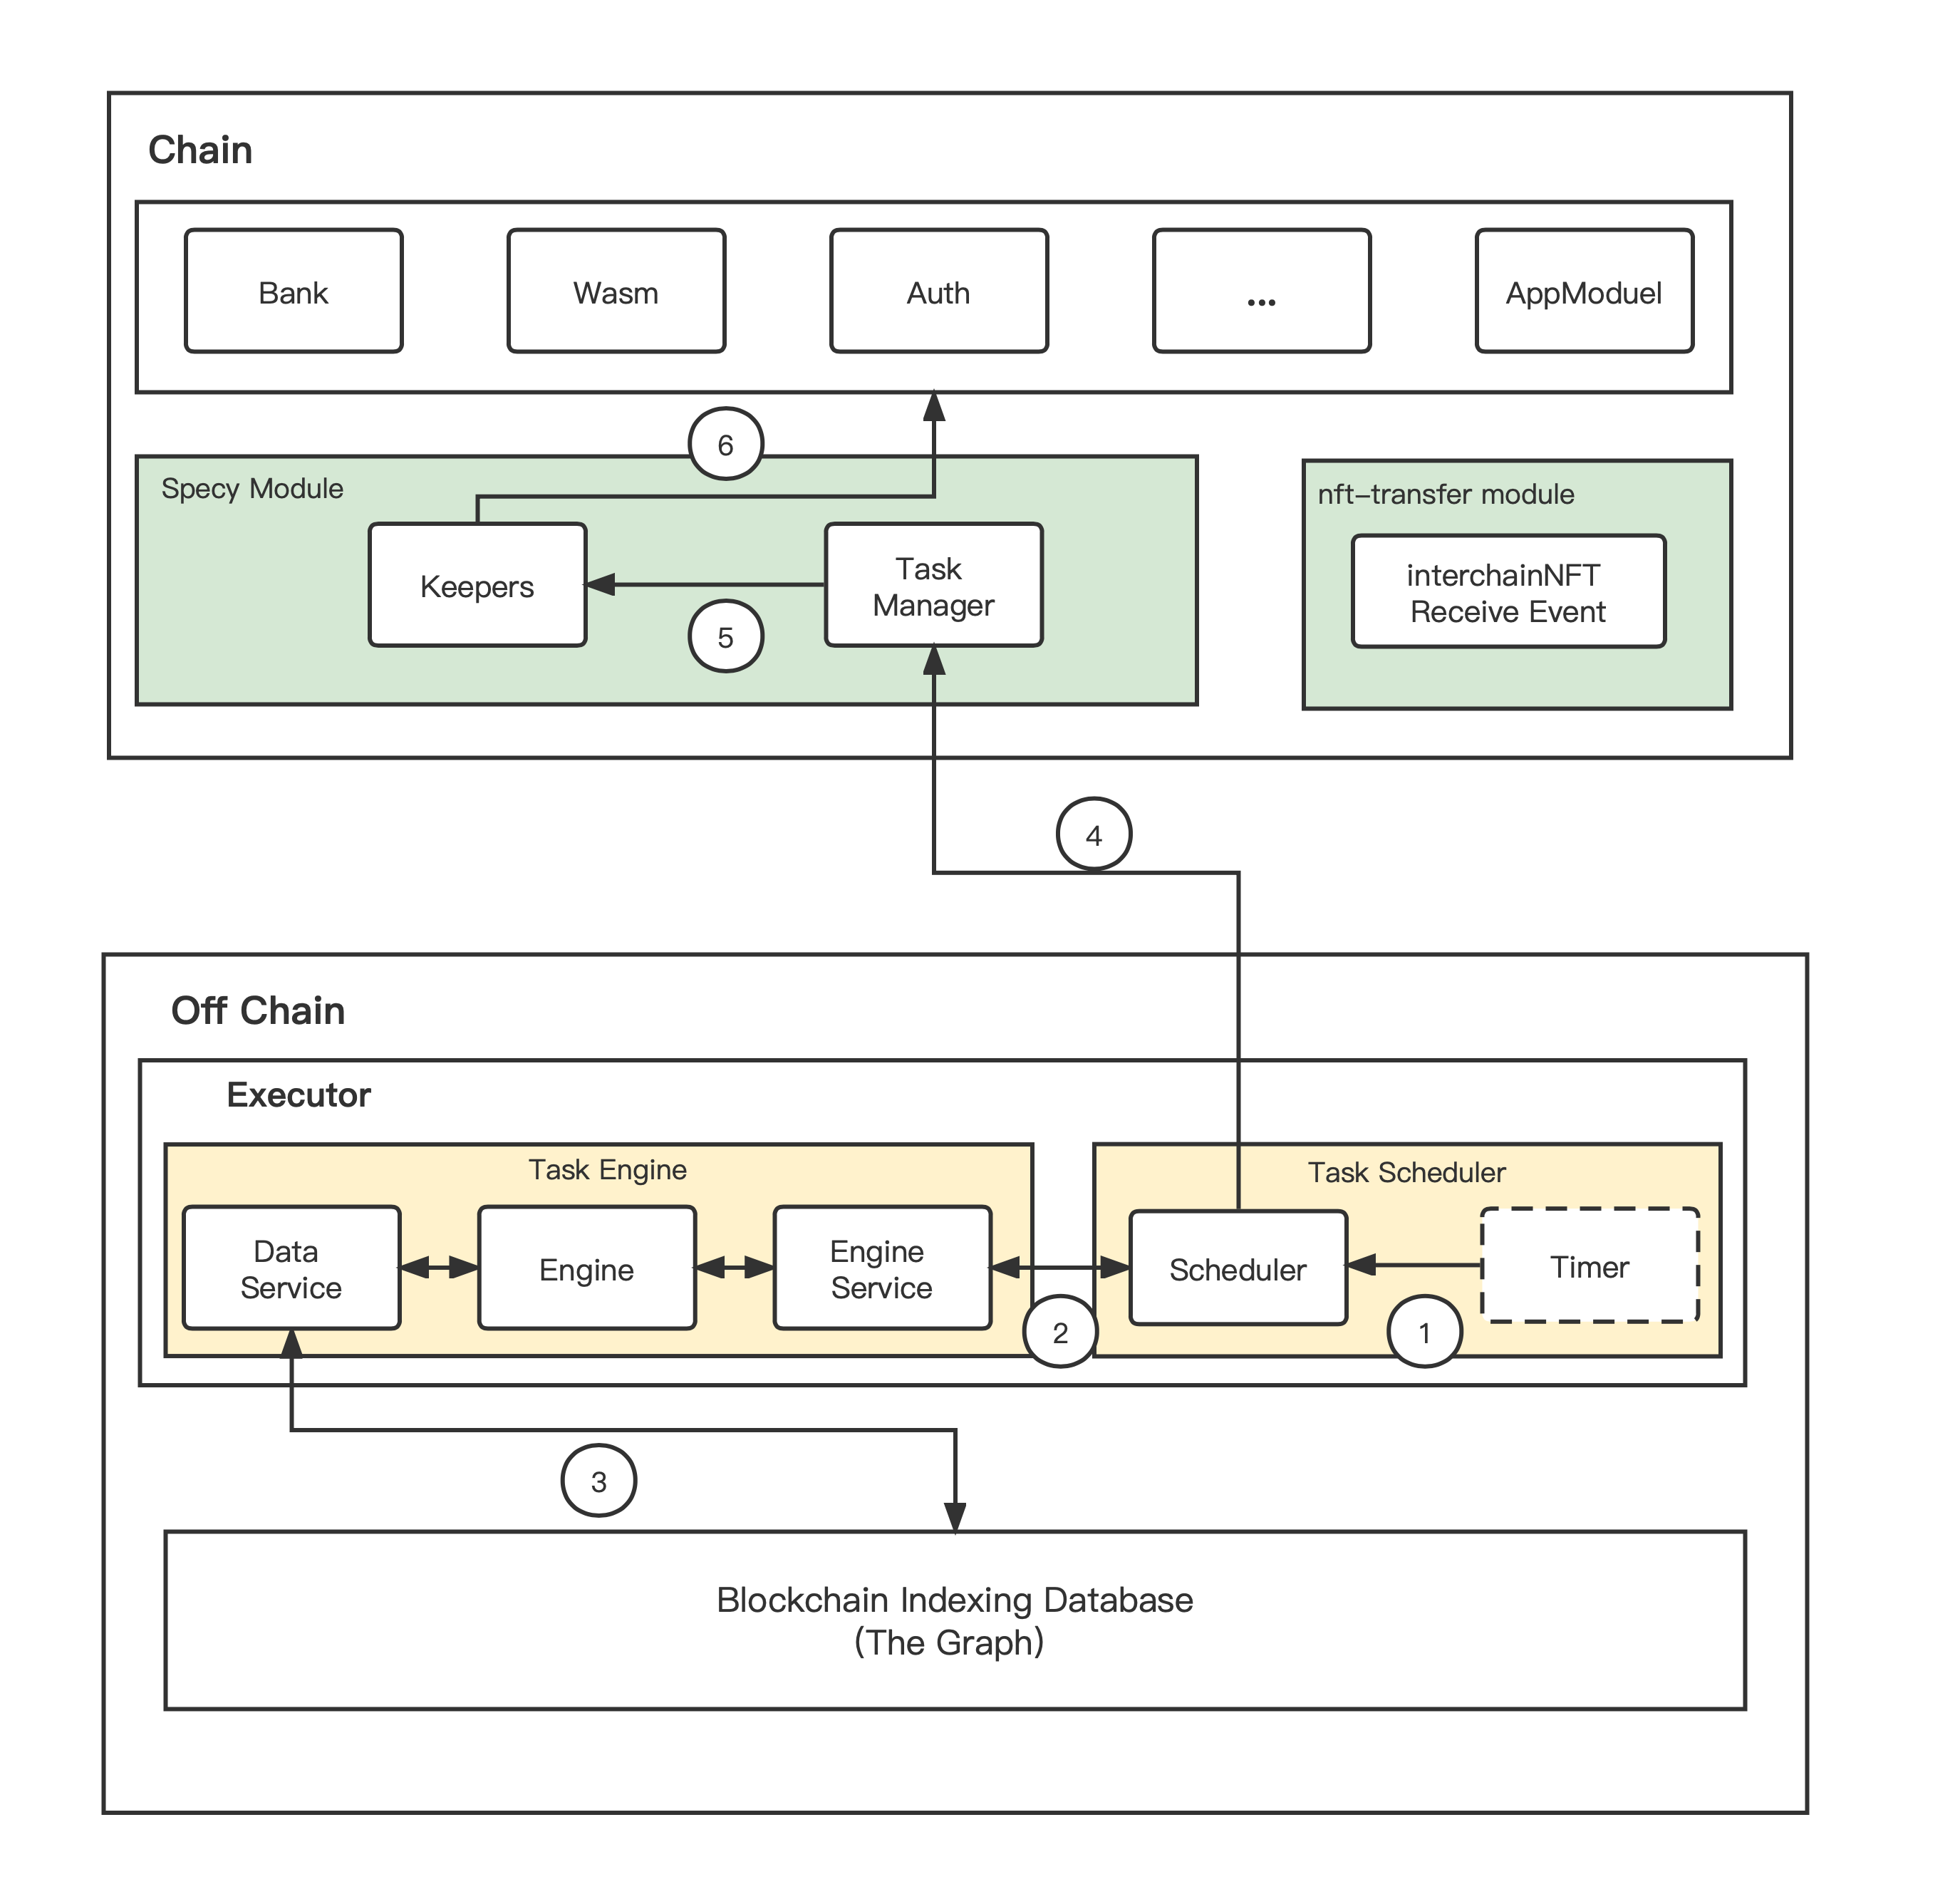 Chain
Bank
Wasm
Auth
...
AppModuel
6
Specy Module
nft-transfer module
Keepers
Task
Manager
interchainNFT
Receive Event
5
4
Off Chain
Executor
Task Engine
Task Scheduler
Data
Service
Engine
Engine
Service
Scheduler
Timer
2
1
3
Blockchain Indexing Database
(The Graph)